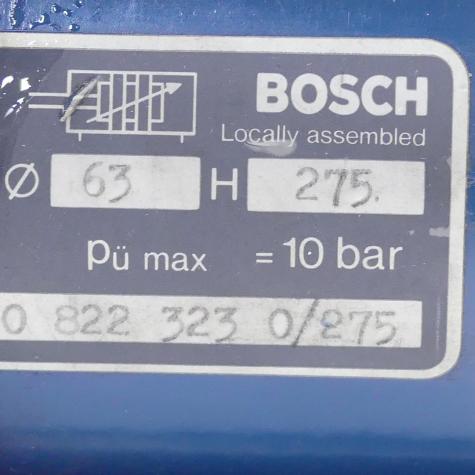 BOSCH
Locally assembled
Ø 63 H 275.
pü max = 10 bar
0 822 323 0/275